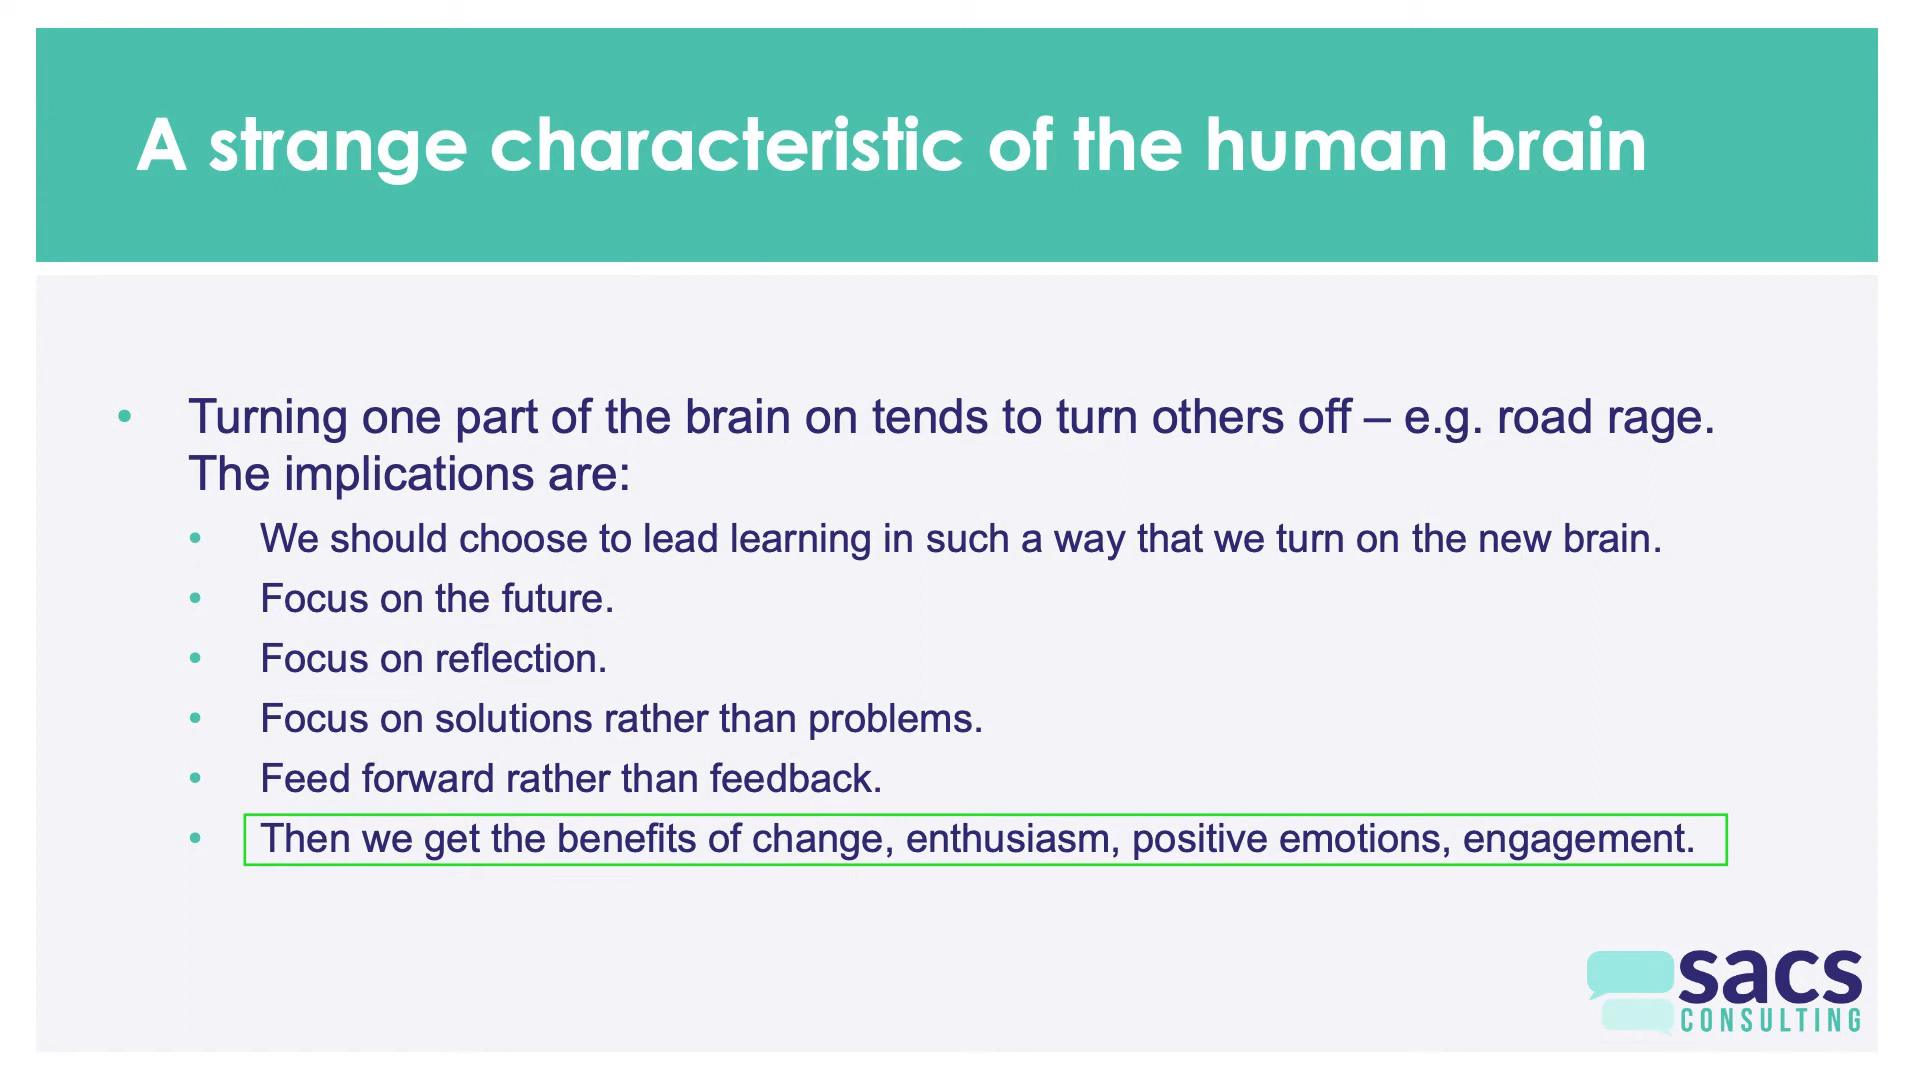 A strange characteristic of the human brain
• Turning one part of the brain on tends to turn others off – e.g. road rage.
The implications are:
• We should choose to lead learning in such a way that we turn on the new brain.
• Focus on the future.
• Focus on reflection.
• Focus on solutions rather than problems.
• Feed forward rather than feedback.
• Then we get the benefits of change, enthusiasm, positive emotions, engagement.
sacs
CONSULTING